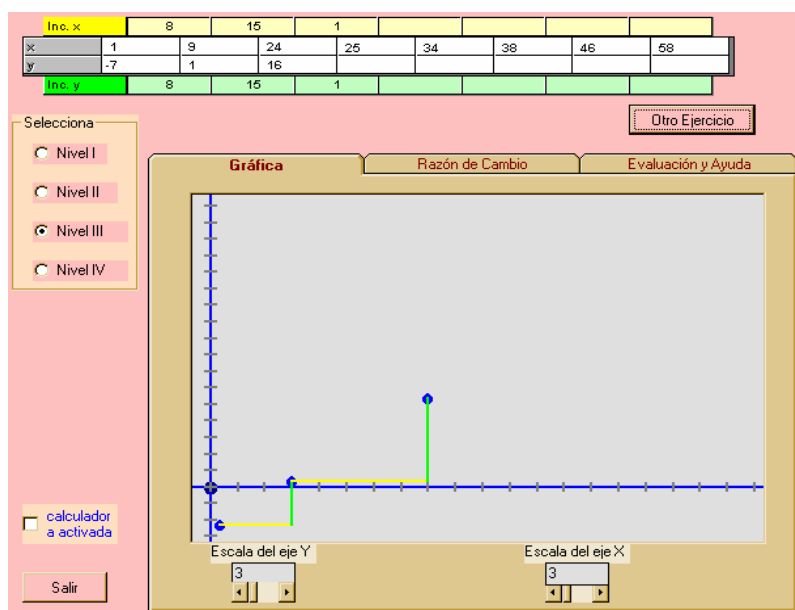 Inc. x 8 15 1
x 1 9 24 25 34 38 46 58
y -7 1 16
Inc. y 8 15 1
Otro Ejercicio
Selecciona
Nivel I
Nivel II
Nivel III
Nivel IV
Gráfica Razón de Cambio Evaluación y Ayuda
calculador
a activada
Salir
Escala del eje Y Escala del eje X
3 3